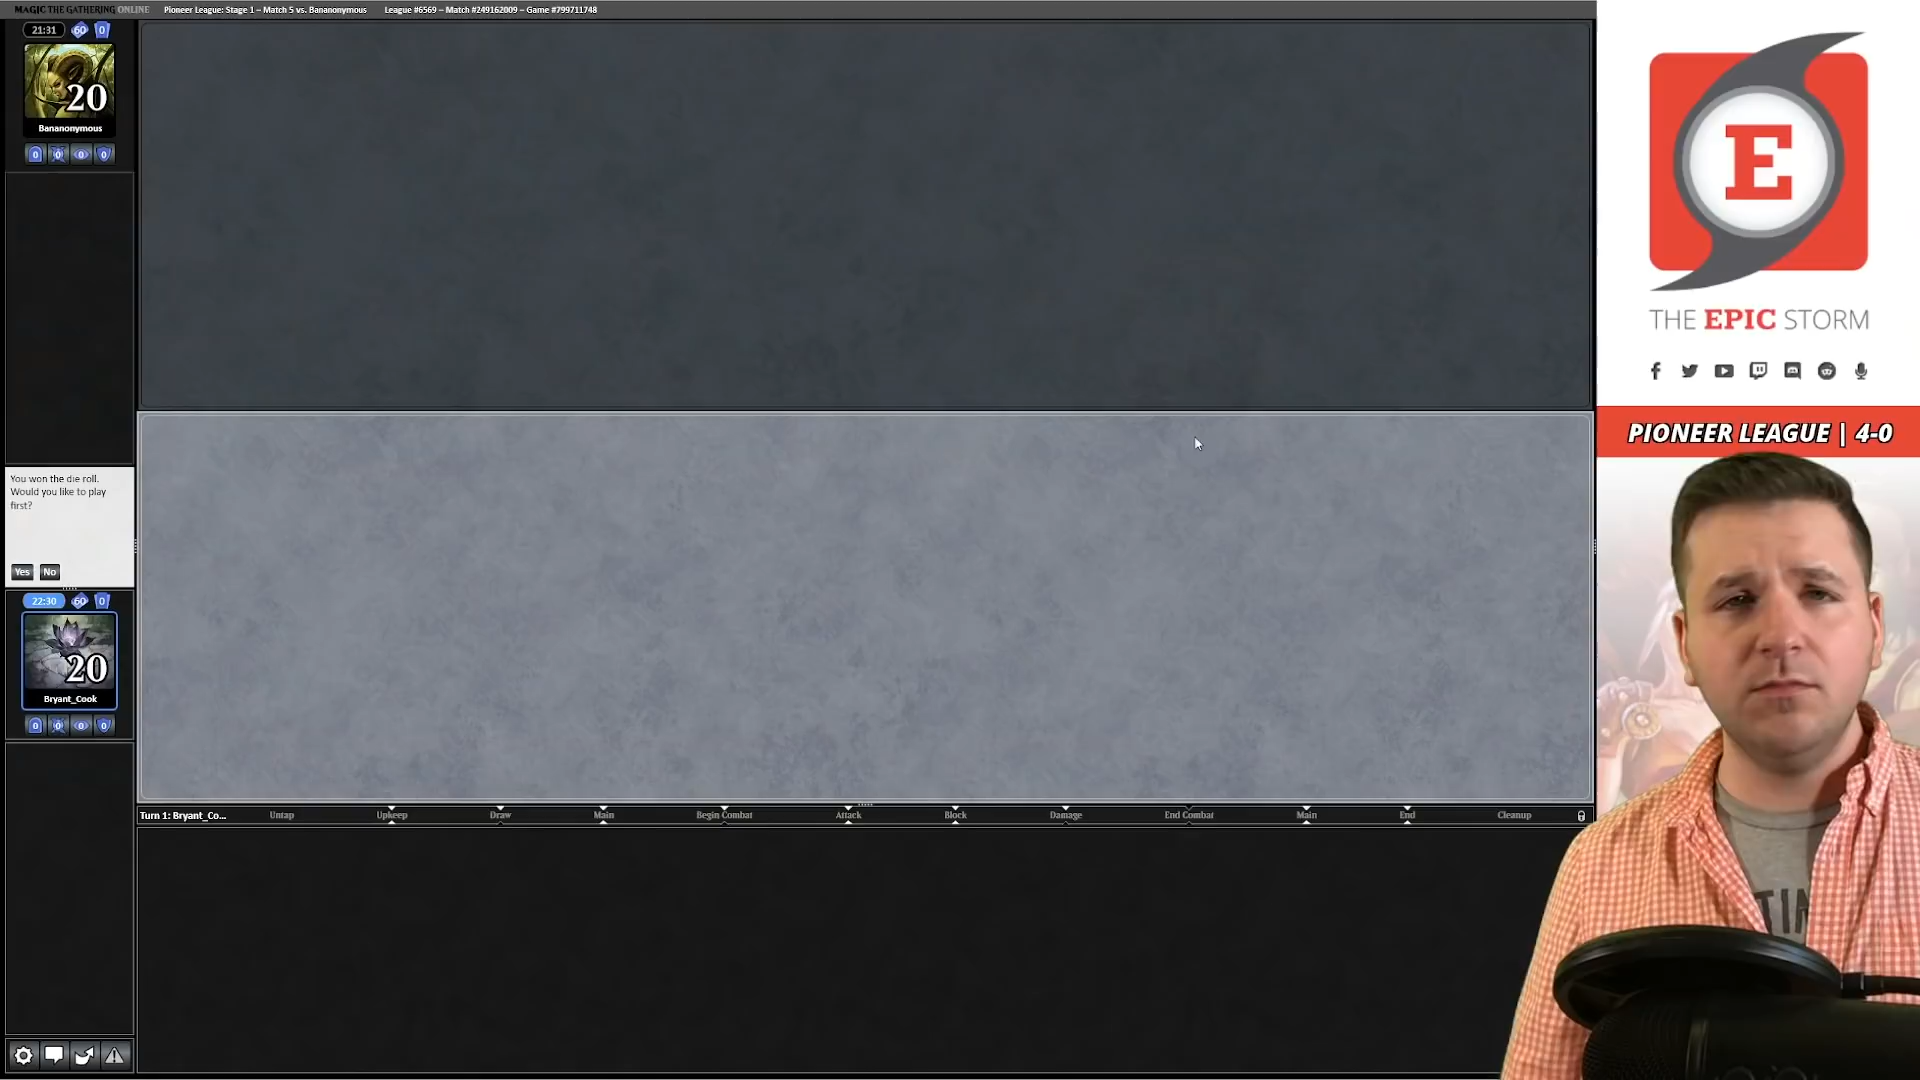 MAGIC THE GATHERING ONLINE Pioneer League: Stage 1 – Match 5 vs. Bananonymous League #6569 – Match #249162009 – Game #799711748
21:31 60 0
20
Bananonymous
0 0 0 0
You won the die roll.
Would you like to play
first?
Yes No
22:30 60 0
20
Bryant_Cook
0 0 0 0
Turn 1: Bryant_Co... Untap Upkeep Draw Main Begin Combat Attack Block Damage End Combat Main End Cleanup
E
THE EPIC STORM
PIONEER LEAGUE | 4-0